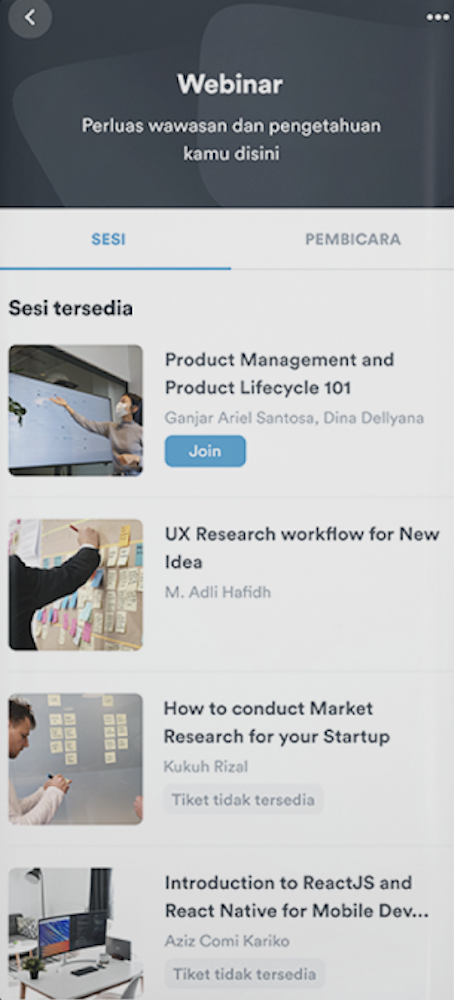 Webinar
Perluas wawasan dan pengetahuan
kamu disini
SESI
PEMBICARA
Sesi tersedia
Product Management and
Product Lifecycle 101
Ganjar Ariel Santosa, Dina Dellyana
Join
UX Research workflow for New
Idea
M. Adli Hafidh
How to conduct Market
Research for your Startup
Kukuh Rizal
Tiket tidak tersedia
Introduction to ReactJS and
React Native for Mobile Dev...
Aziz Comi Kariko
Tiket tidak tersedia